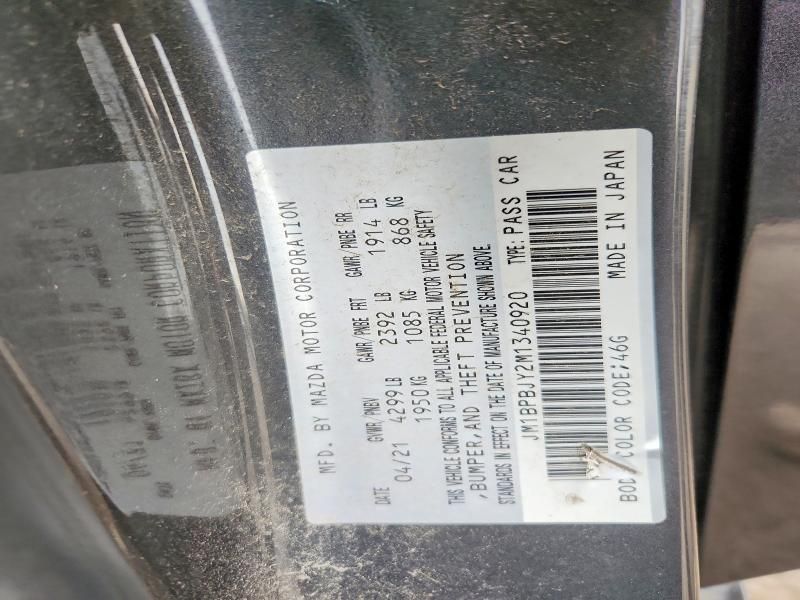 MFD. BY MAZDA MOTOR CORPORATION
DATE GVWR/PNBV GAWR/PNBE FRT GAWR/PNBE RR
04/21 4299 LB 2392 LB 1914 LB
1950 KG 1085 KG 868 KG
THIS VEHICLE CONFORMS TO ALL APPLICABLE FEDERAL MOTOR VEHICLE SAFETY
,BUMPER,AND THEFT PREVENTION
STANDARDS IN EFFECT ON THE DATE OF MANUFACTURE SHOWN ABOVE
JM1BPBJY2M1340920 TYPE: PASS CAR
BOD COLOR CODE:46G MADE IN JAPAN